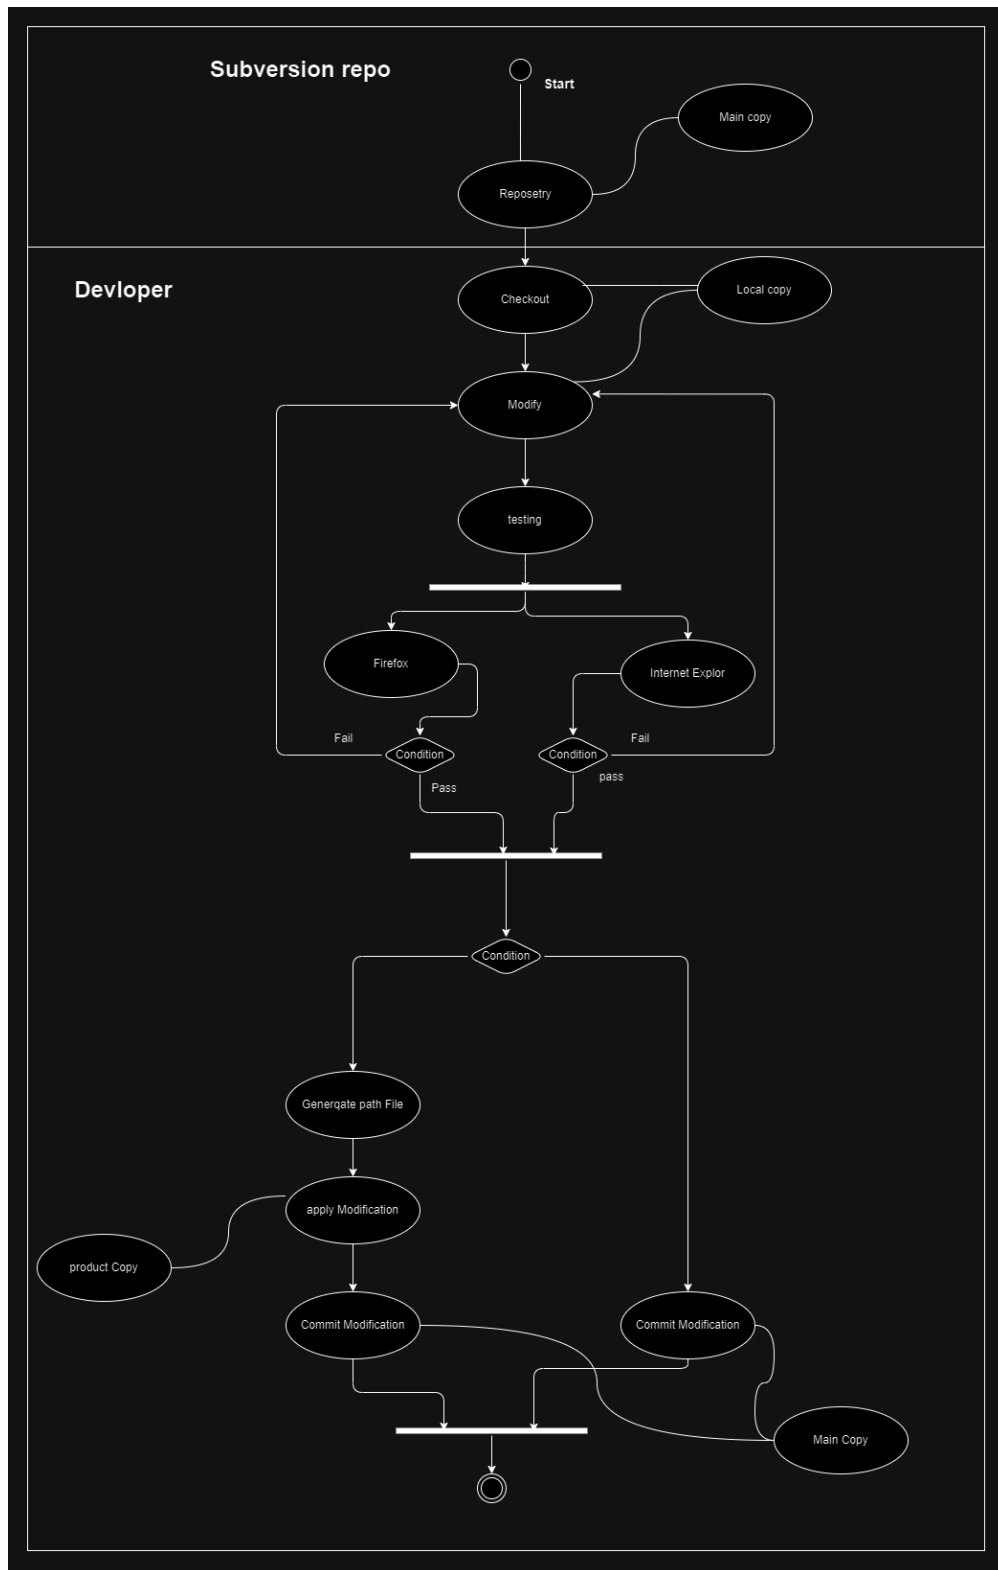 Subversion repo
Start
Main copy
Reposetry
Devloper
Checkout
Local copy
Modify
testing
Firefox
Internet Explor
Fail
Fail
Condition
Condition
Pass
pass
Condition
Generqate path File
apply Modification
product Copy
Commit Modification
Commit Modification
Main Copy